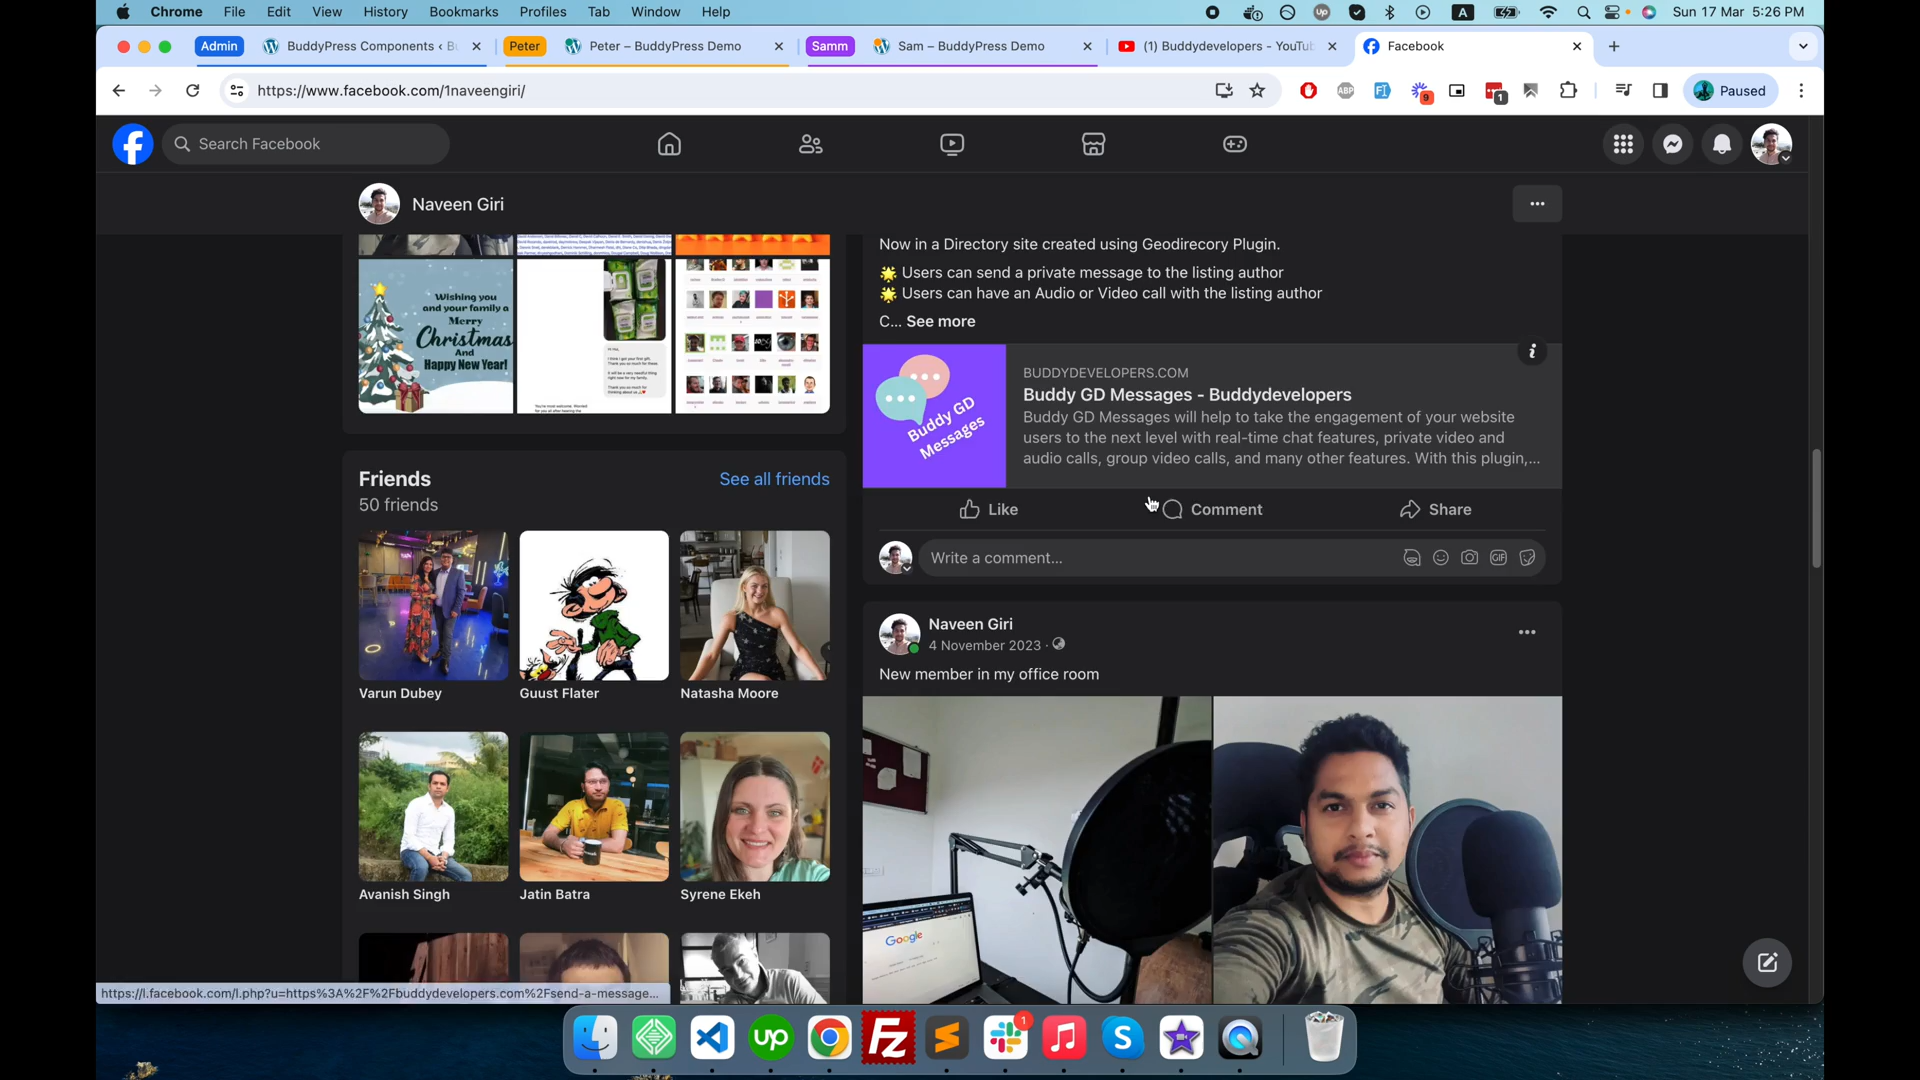 Chrome File Edit View History Bookmarks Profiles Tab Window Help
Sun 17 Mar 5:26 PM
Admin BuddyPress Components ‹ Bu Peter Peter – BuddyPress Demo Samm Sam – BuddyPress Demo (1) Buddydevelopers - YouTu Facebook
https://www.facebook.com/1naveengiri/
ABP
9
1
Paused
Search Facebook
Naveen Giri
Wishing you
and your family a
Merry
Christmas
And
Happy New Year!
Friends
See all friends
50 friends
Varun Dubey
Guust Flater
Natasha Moore
Avanish Singh
Jatin Batra
Syrene Ekeh
Now in a Directory site created using Geodirecory Plugin.
🌟 Users can send a private message to the listing author
🌟 Users can have an Audio or Video call with the listing author
C... See more
Buddy GD
Messages
BUDDYDEVELOPERS.COM
Buddy GD Messages - Buddydevelopers
Buddy GD Messages will help to take the engagement of your website
users to the next level with real-time chat features, private video and
audio calls, group video calls, and many other features. With this plugin,...
Like
Comment
Share
Write a comment...
GIF
Naveen Giri
4 November 2023 ·
New member in my office room
Google
https://l.facebook.com/l.php?u=https%3A%2F%2Fbuddydevelopers.com%2Fsend-a-message...
up
Fz
1
S